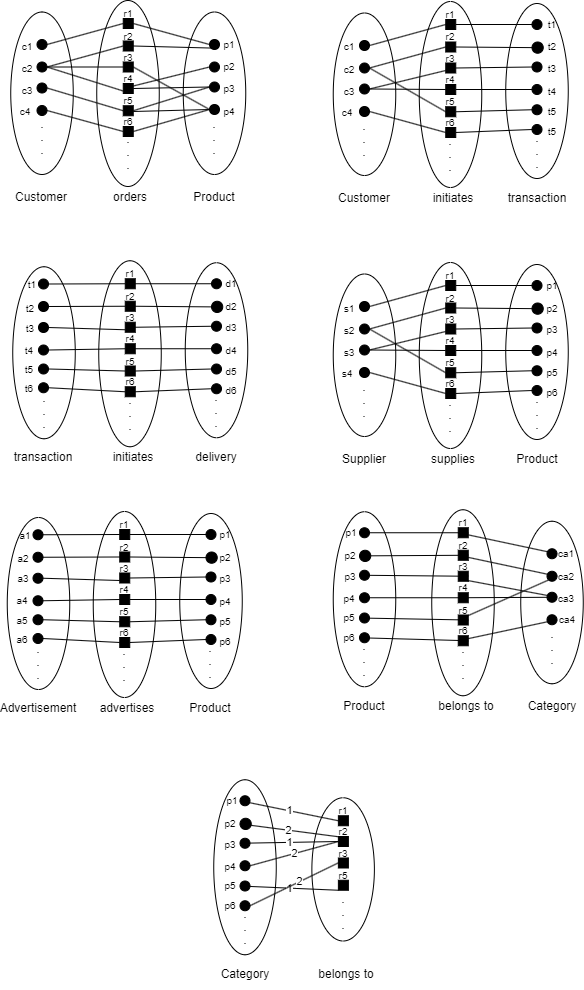 r1 r1
c1 r2 p1 c1 r2 t1
c2 r3 p2 c2 r3 t2
c3 r4 p3 c3 r4 t3
c4 r5 p4 c4 r5 t4
r6 r6 t5
t5
Customer orders Product Customer initiates transaction
t1 r1 d1 r1 p1
t2 r2 d2 s1 r2 p2
t3 r3 d3 s2 r3 p3
t4 r4 d4 s3 r4 p4
t5 r5 d5 s4 r5 p5
t6 r6 d6 r6 p6
transaction initiates delivery Supplier supplies Product
a1 r1 p1 p1 r1 ca1
a2 r2 p2 p2 r2 ca2
a3 r3 p3 p3 r3 ca3
a4 r4 p4 p4 r4 ca4
a5 r5 p5 p5 r5
a6 r6 p6 p6 r6
Advertisement advertises Product Product belongs to Category
p1 1 r1
p2 2 r2
p3 1
p4 2 r3
p5 1 2 r5
p6
Category belongs to